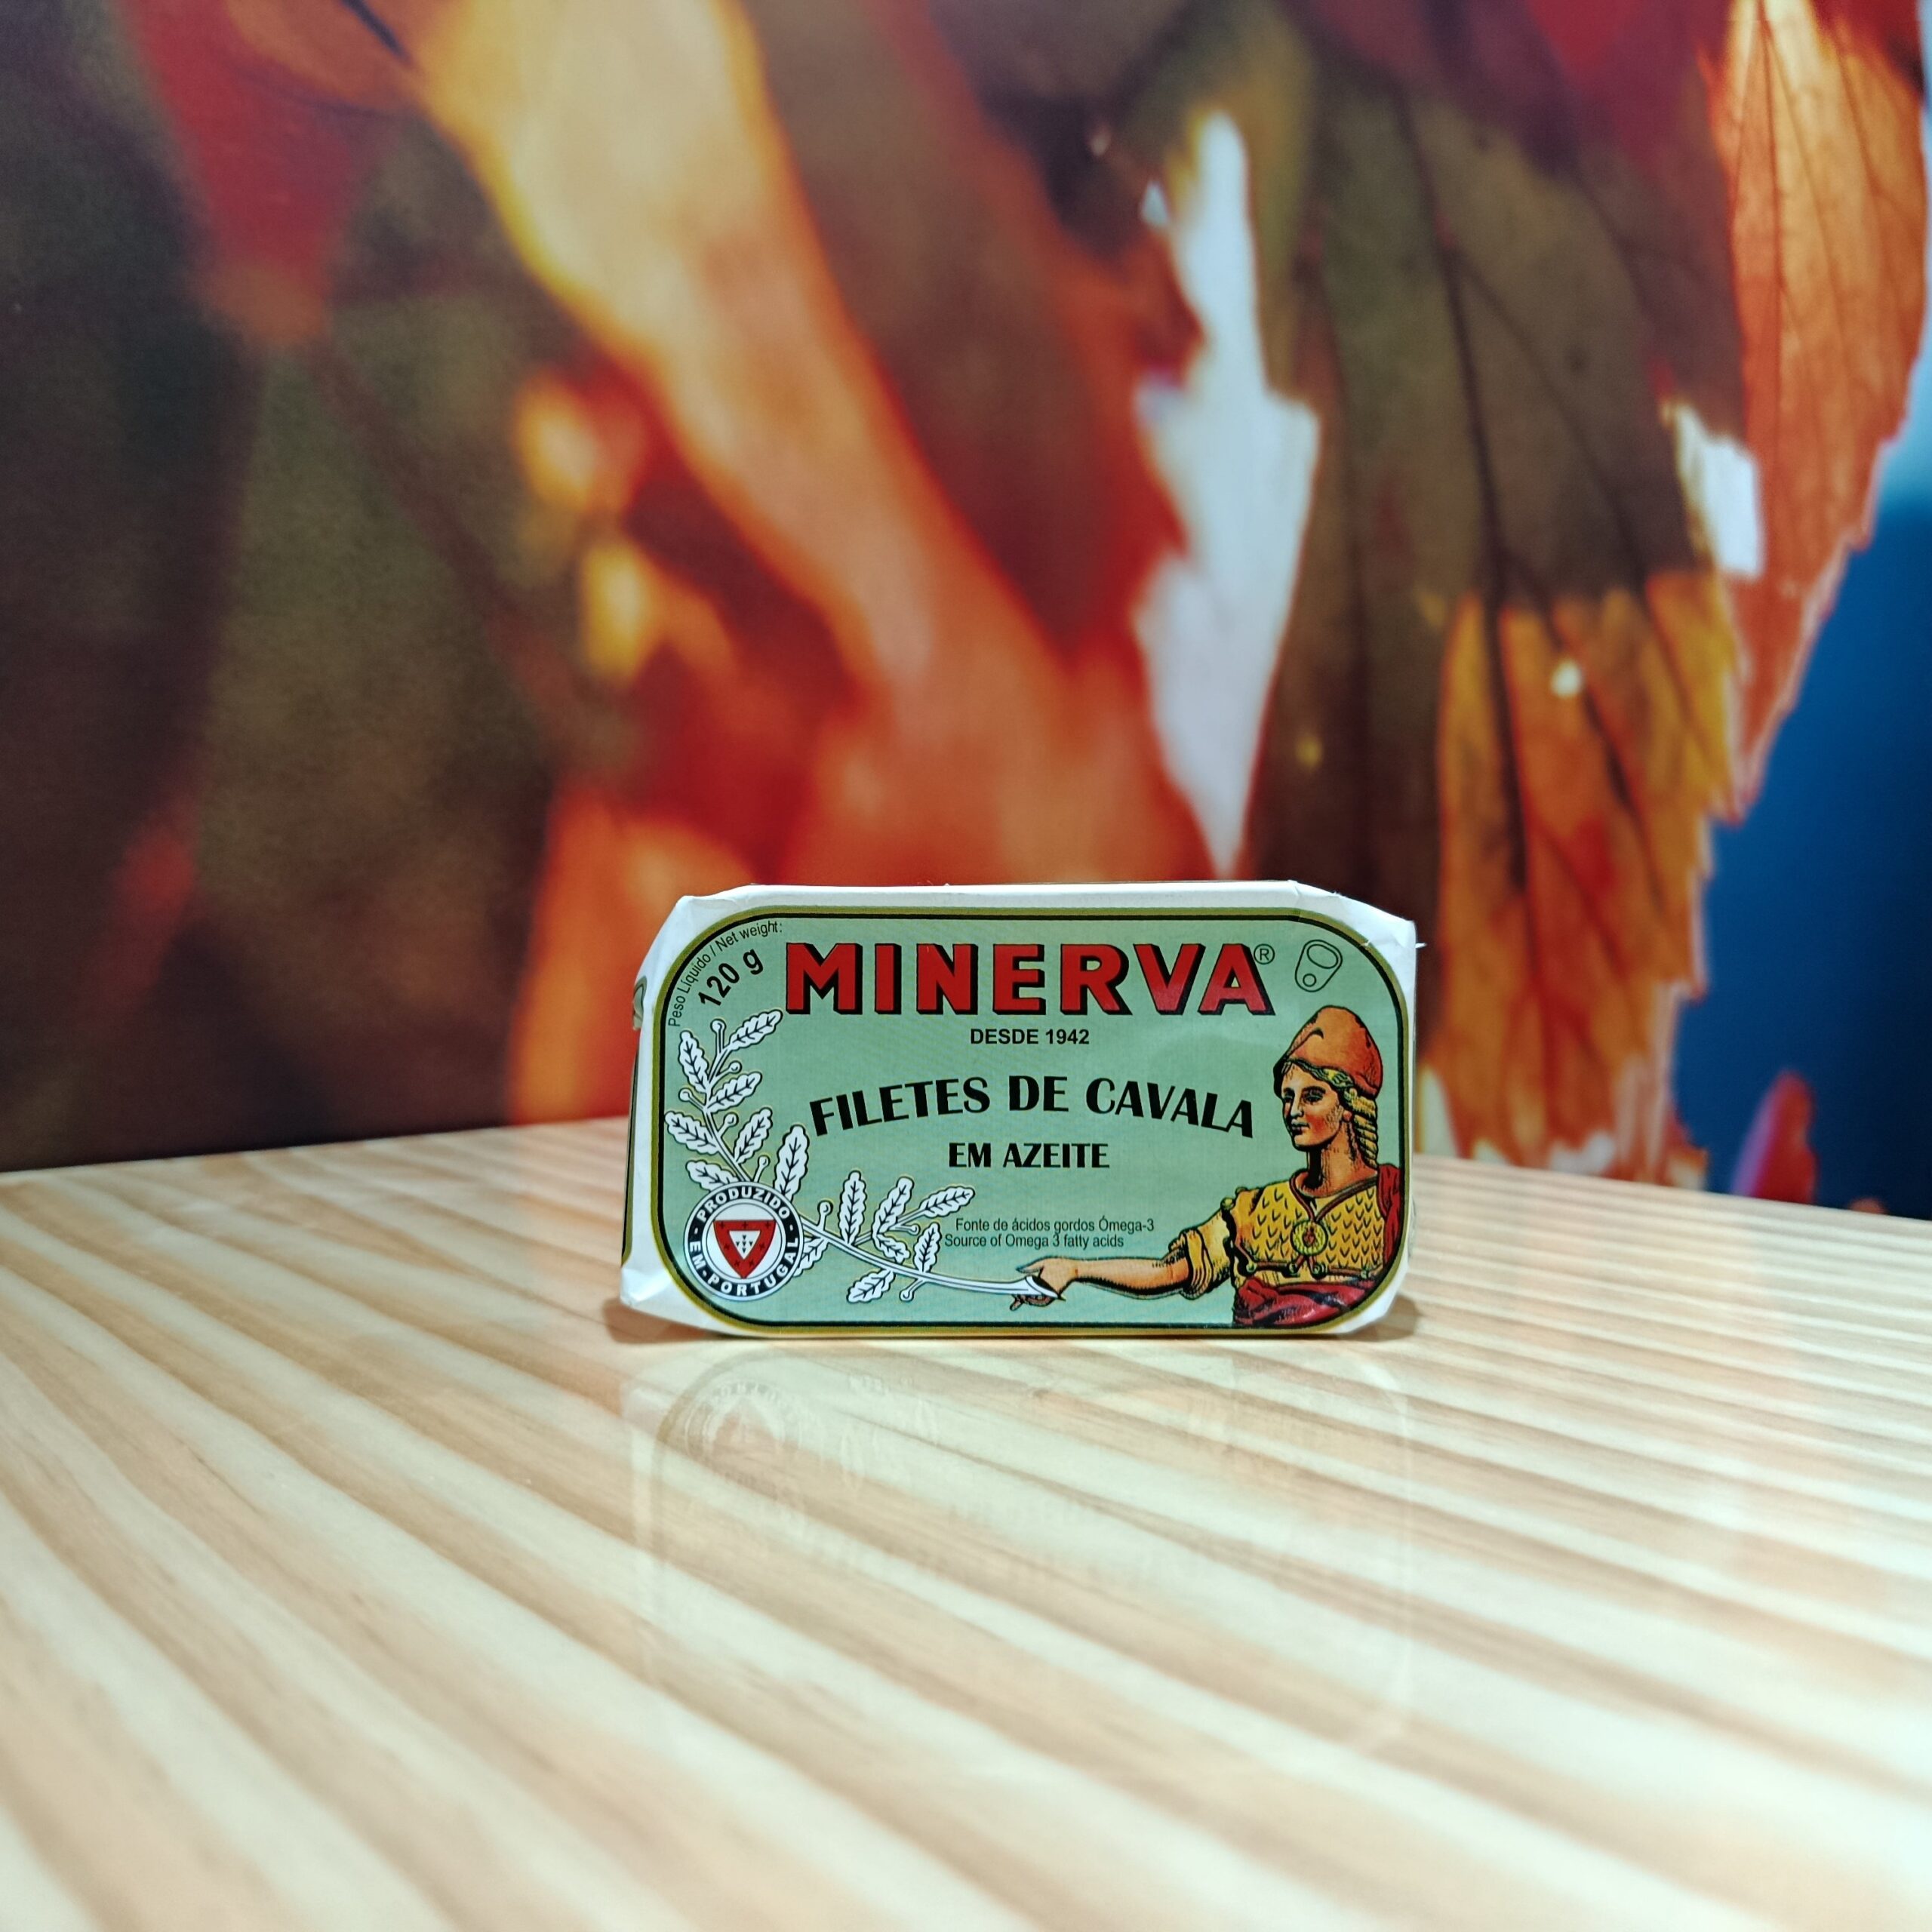 Peso Líquido / Net weight:
120 g
MINERVA®
DESDE 1942
FILETES DE CAVALA
EM AZEITE
Fonte de ácidos gordos Ómega-3
Source of Omega 3 fatty acids
PRODUZIDO
EM-PORTUGAL